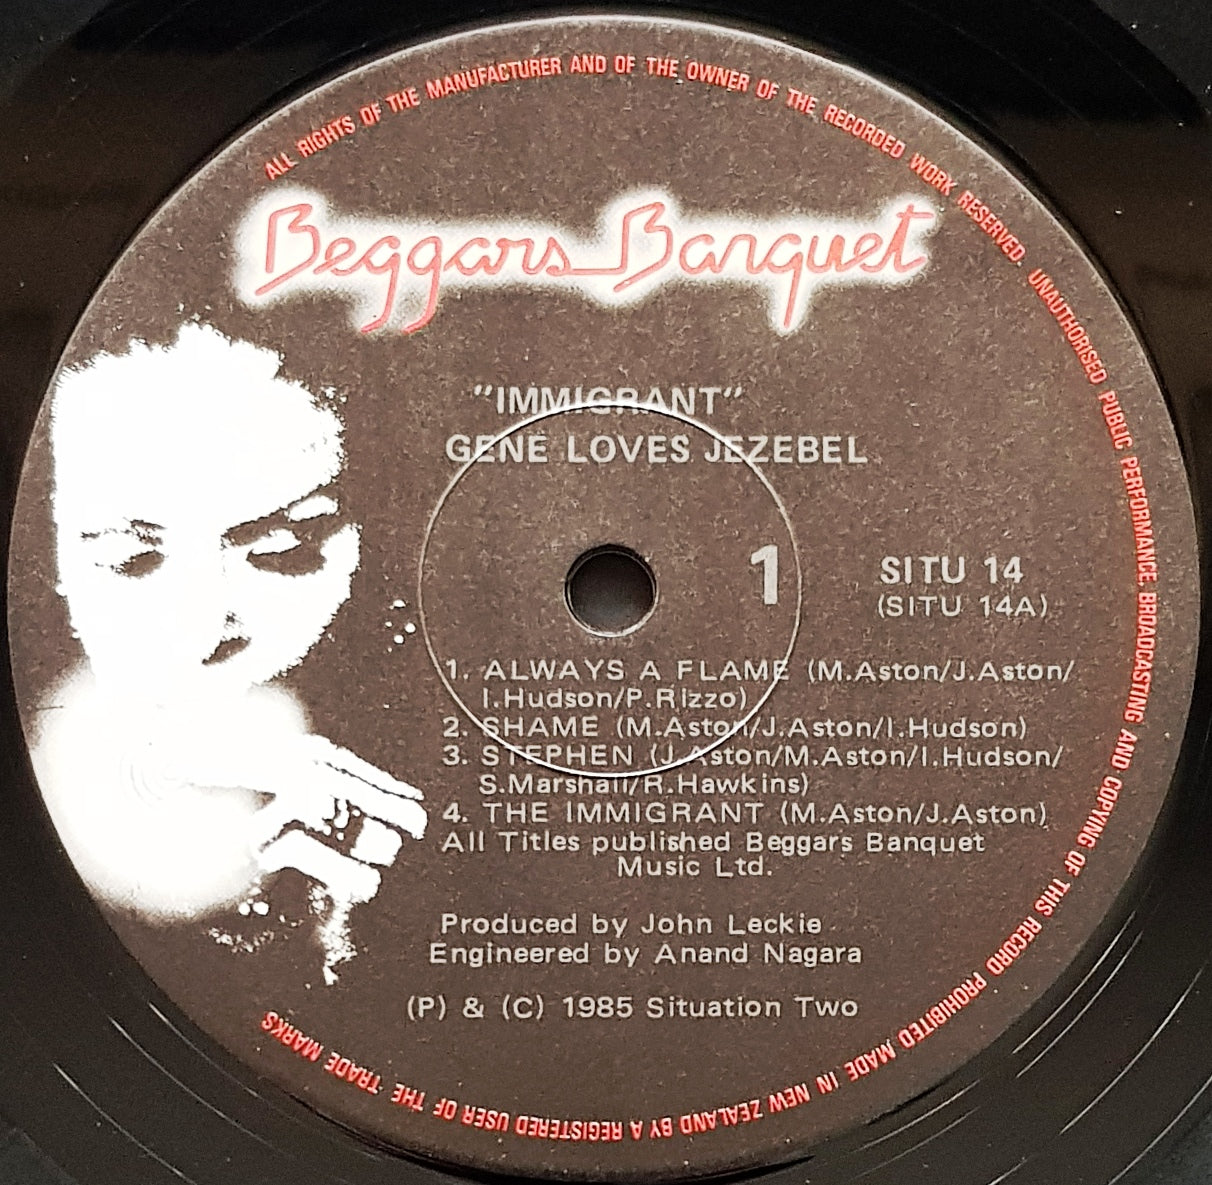 ALL RIGHTS OF THE MANUFACTURER AND OF THE OWNER OF THE RECORDED WORK RESERVED. UNAUTHORISED PUBLIC PERFORMANCE, BROADCASTING AND COPYING OF THIS RECORD PROHIBITED MADE IN NEW ZEALAND BY A REGISTERED USER OF THE TRADE MARKS
Beggars Banquet
"IMMIGRANT"
GENE LOVES JEZEBEL
1
SITU 14
(SITU 14A)
1. ALWAYS A FLAME (M.Aston/J.Aston/
I.Hudson/P.Rizzo)
2. SHAME (M.Aston/J.Aston/I.Hudson)
3. STEPHEN (J.Aston/M.Aston/I.Hudson/
S.Marshall/R.Hawkins)
4. THE IMMIGRANT (M.Aston/J.Aston)
All Titles published Beggars Banquet
Music Ltd.
Produced by John Leckie
Engineered by Anand Nagara
(P) & (C) 1985 Situation Two